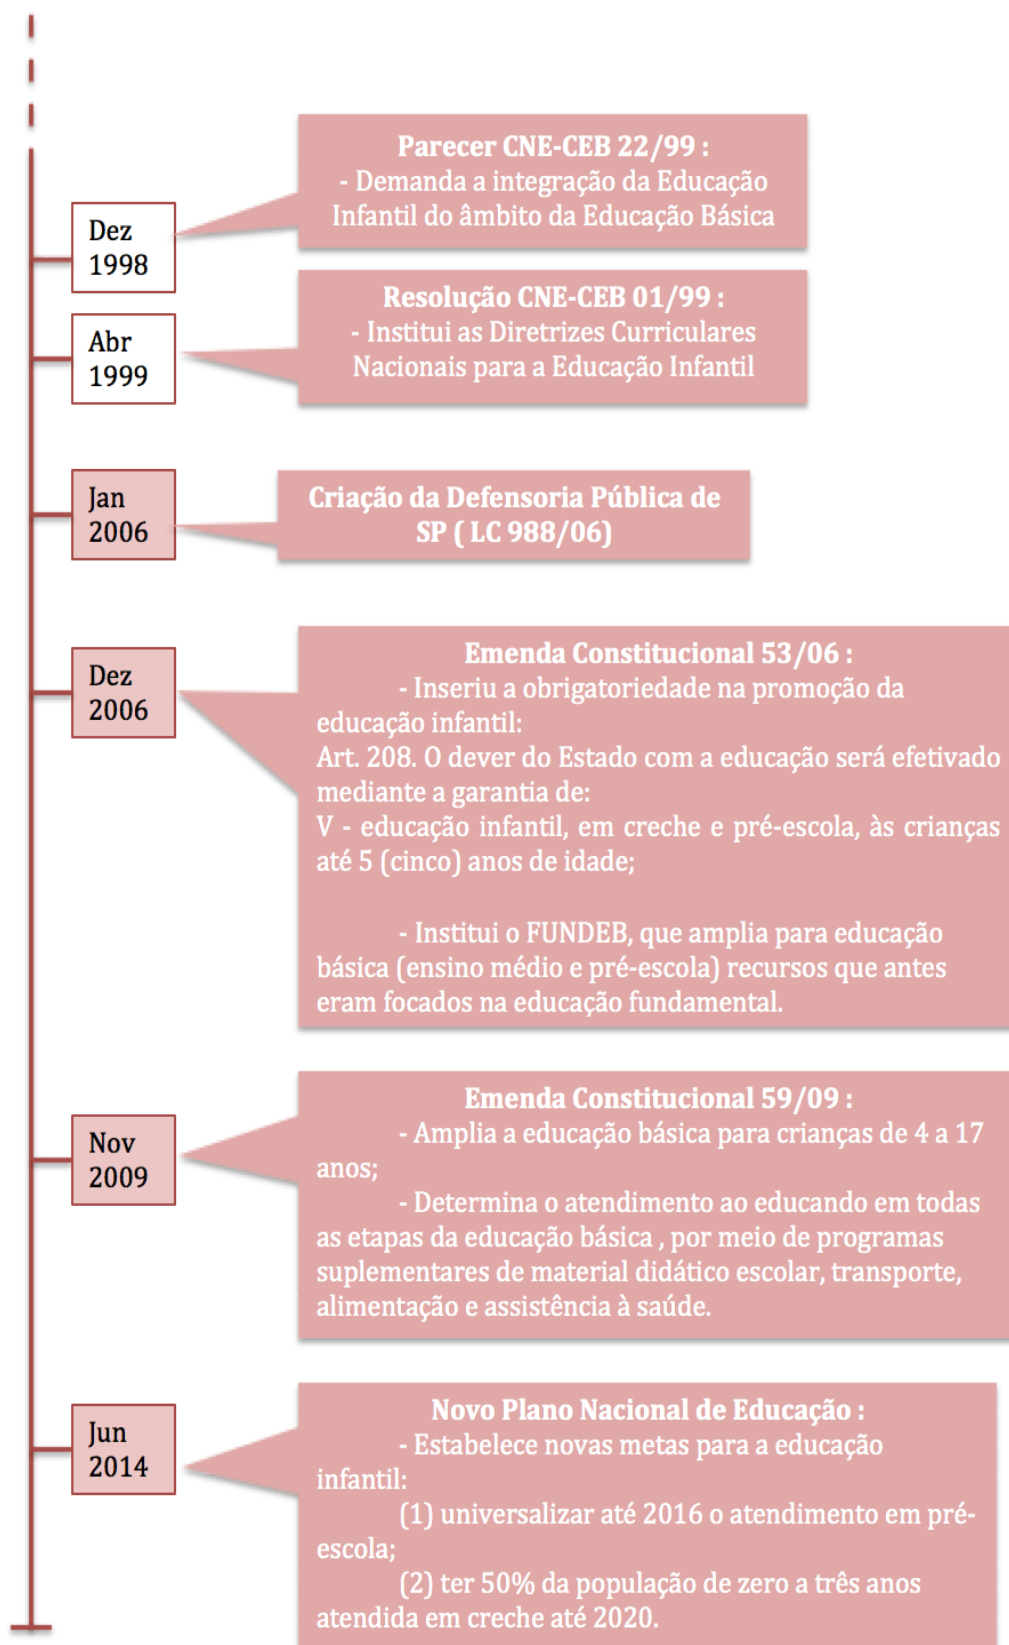 Dez
1998
Parecer CNE-CEB 22/99 :
- Demanda a integração da Educação
Infantil do âmbito da Educação Básica
Abr
1999
Resolução CNE-CEB 01/99 :
- Institui as Diretrizes Curriculares
Nacionais para a Educação Infantil
Jan
2006
Criação da Defensoria Pública de
SP ( LC 988/06)
Dez
2006
Emenda Constitucional 53/06 :
- Inseriu a obrigatoriedade na promoção da
educação infantil:
Art. 208. O dever do Estado com a educação será efetivado
mediante a garantia de:
V - educação infantil, em creche e pré-escola, às crianças
até 5 (cinco) anos de idade;
- Institui o FUNDEB, que amplia para educação
básica (ensino médio e pré-escola) recursos que antes
eram focados na educação fundamental.
Nov
2009
Emenda Constitucional 59/09 :
- Amplia a educação básica para crianças de 4 a 17
anos;
- Determina o atendimento ao educando em todas
as etapas da educação básica , por meio de programas
suplementares de material didático escolar, transporte,
alimentação e assistência à saúde.
Jun
2014
Novo Plano Nacional de Educação :
- Estabelece novas metas para a educação
infantil:
(1) universalizar até 2016 o atendimento em pré-
escola;
(2) ter 50% da população de zero a três anos
atendida em creche até 2020.